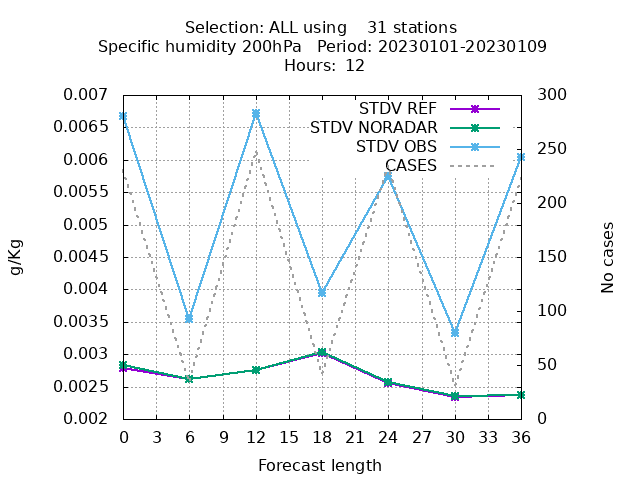 Selection: ALL using    31 stations
Specific humidity 200hPa   Period: 20230101-20230109
Hours: 12
STDV REF
STDV NORADAR
STDV OBS
CASES
0.007
0.0065
0.006
0.0055
0.005
0.0045
0.004
0.0035
0.003
0.0025
0.002
g/Kg
300
250
200
150
100
50
0
No cases
0 3 6 9 12 15 18 21 24 27 30 33 36
Forecast length